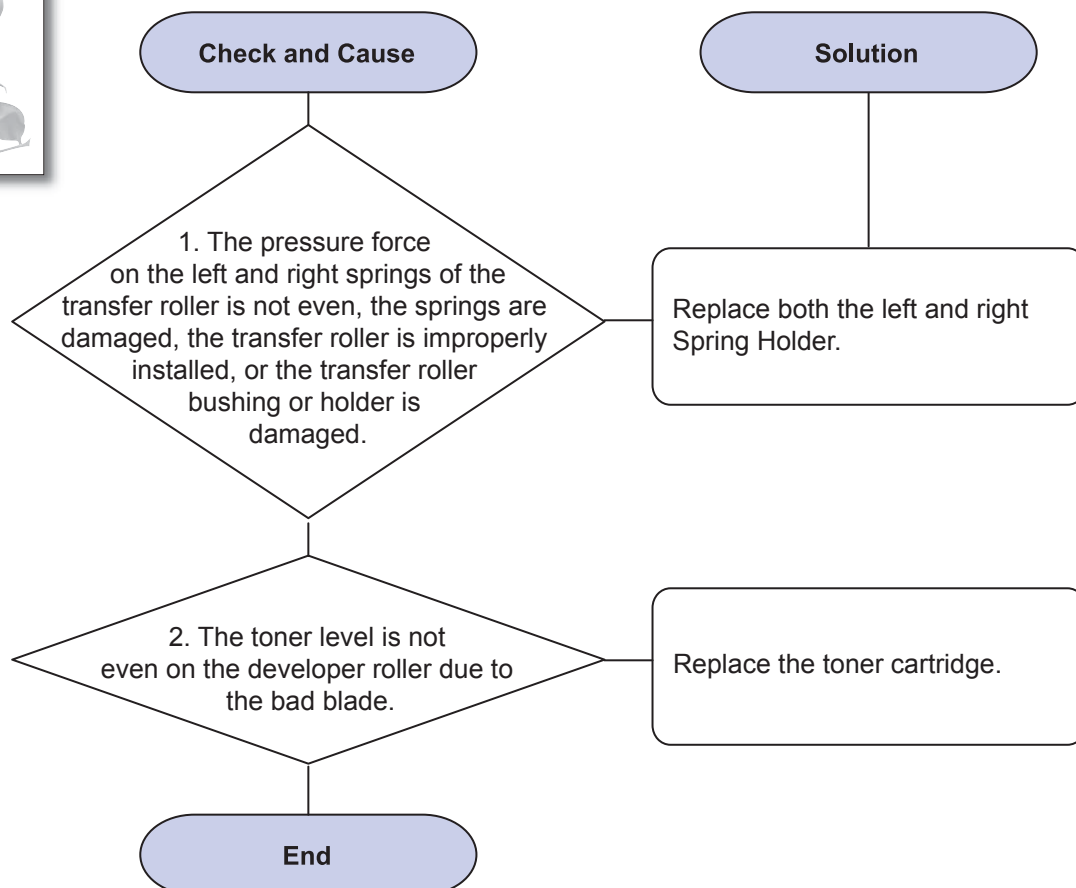 Check and Cause
Solution
1. The pressure force
on the left and right springs of the
transfer roller is not even, the springs are
damaged, the transfer roller is improperly
installed, or the transfer roller
bushing or holder is
damaged.
Replace both the left and right
Spring Holder.
2. The toner level is not
even on the developer roller due to
the bad blade.
Replace the toner cartridge.
End